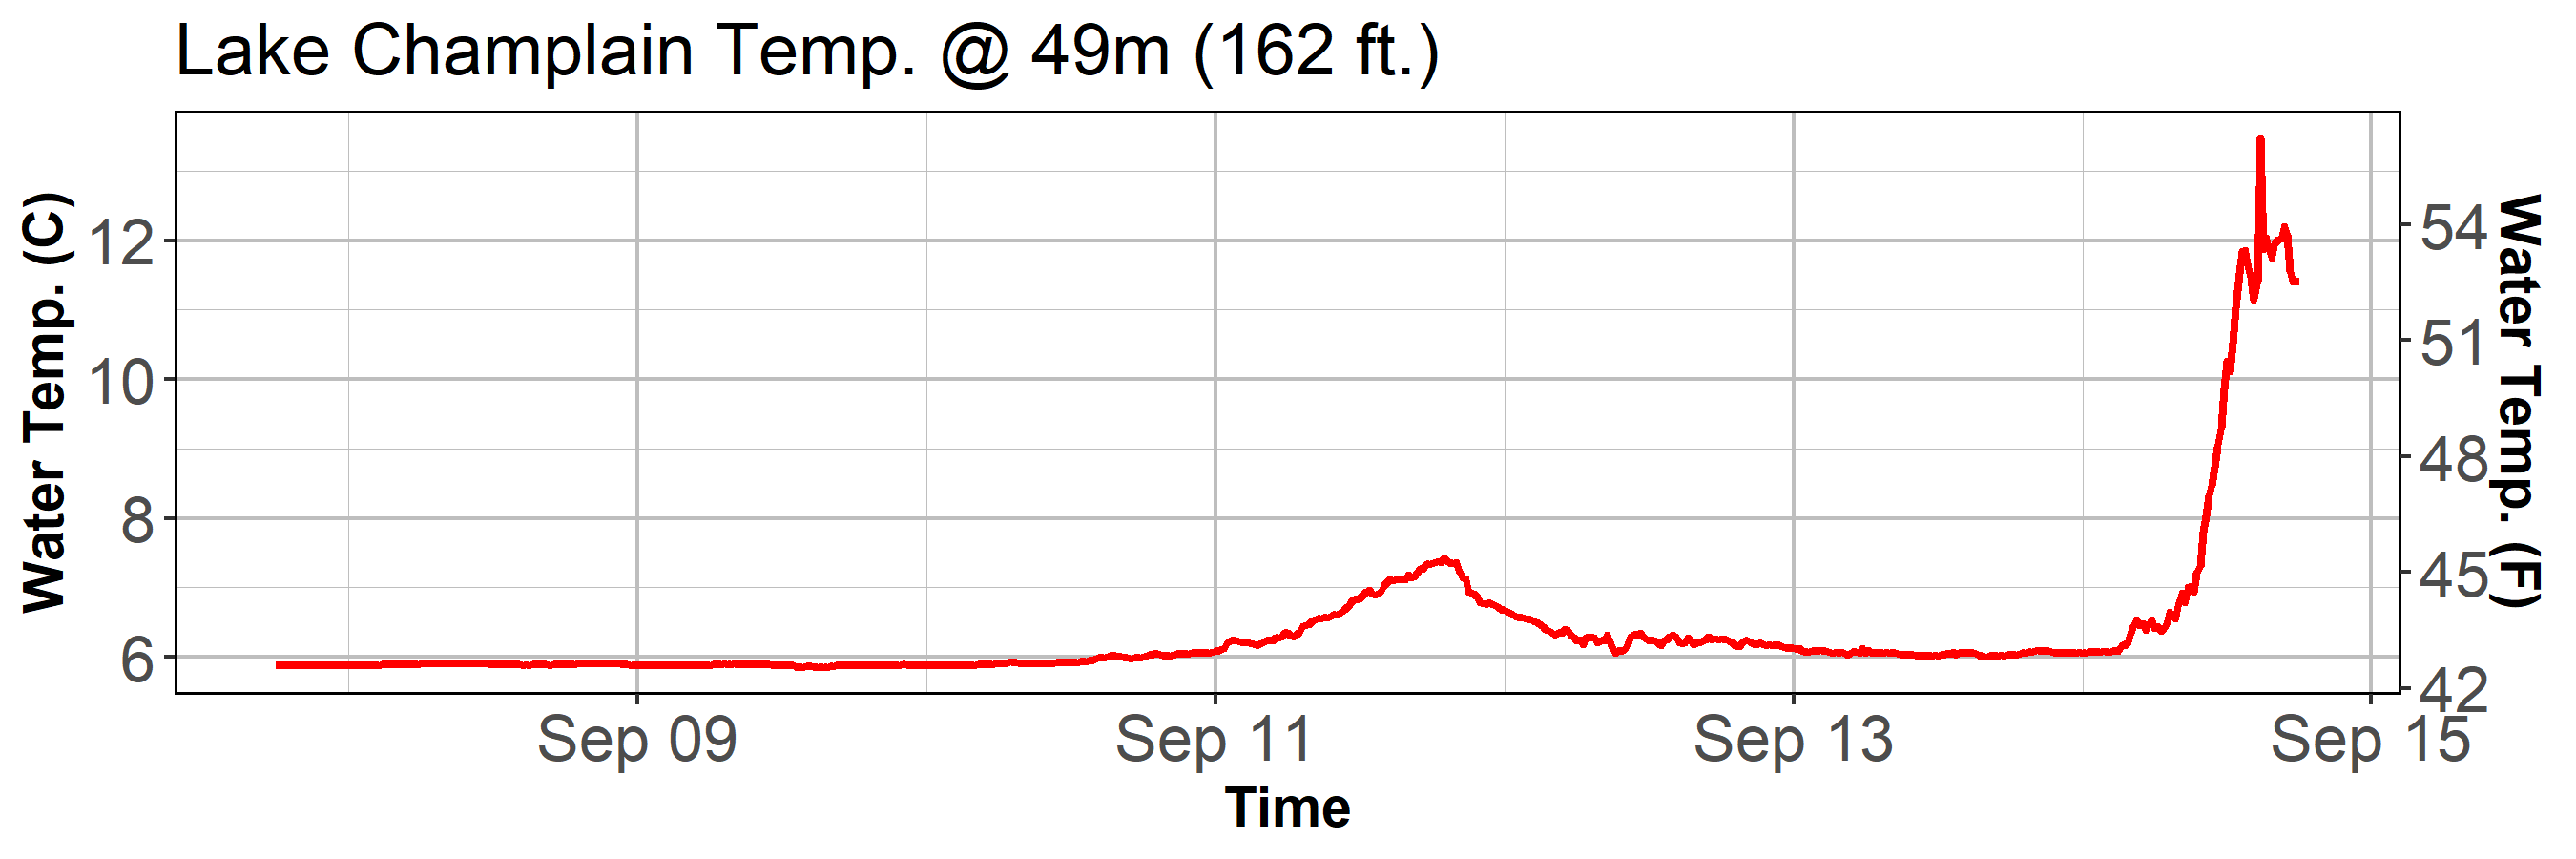 Lake Champlain Temp. @ 49m (162 ft.)
Water Temp. (C)
12
10
8
6
54
51
48
45
42
Water Temp. (F)
Sep 09 Sep 11 Sep 13 Sep 15
Time